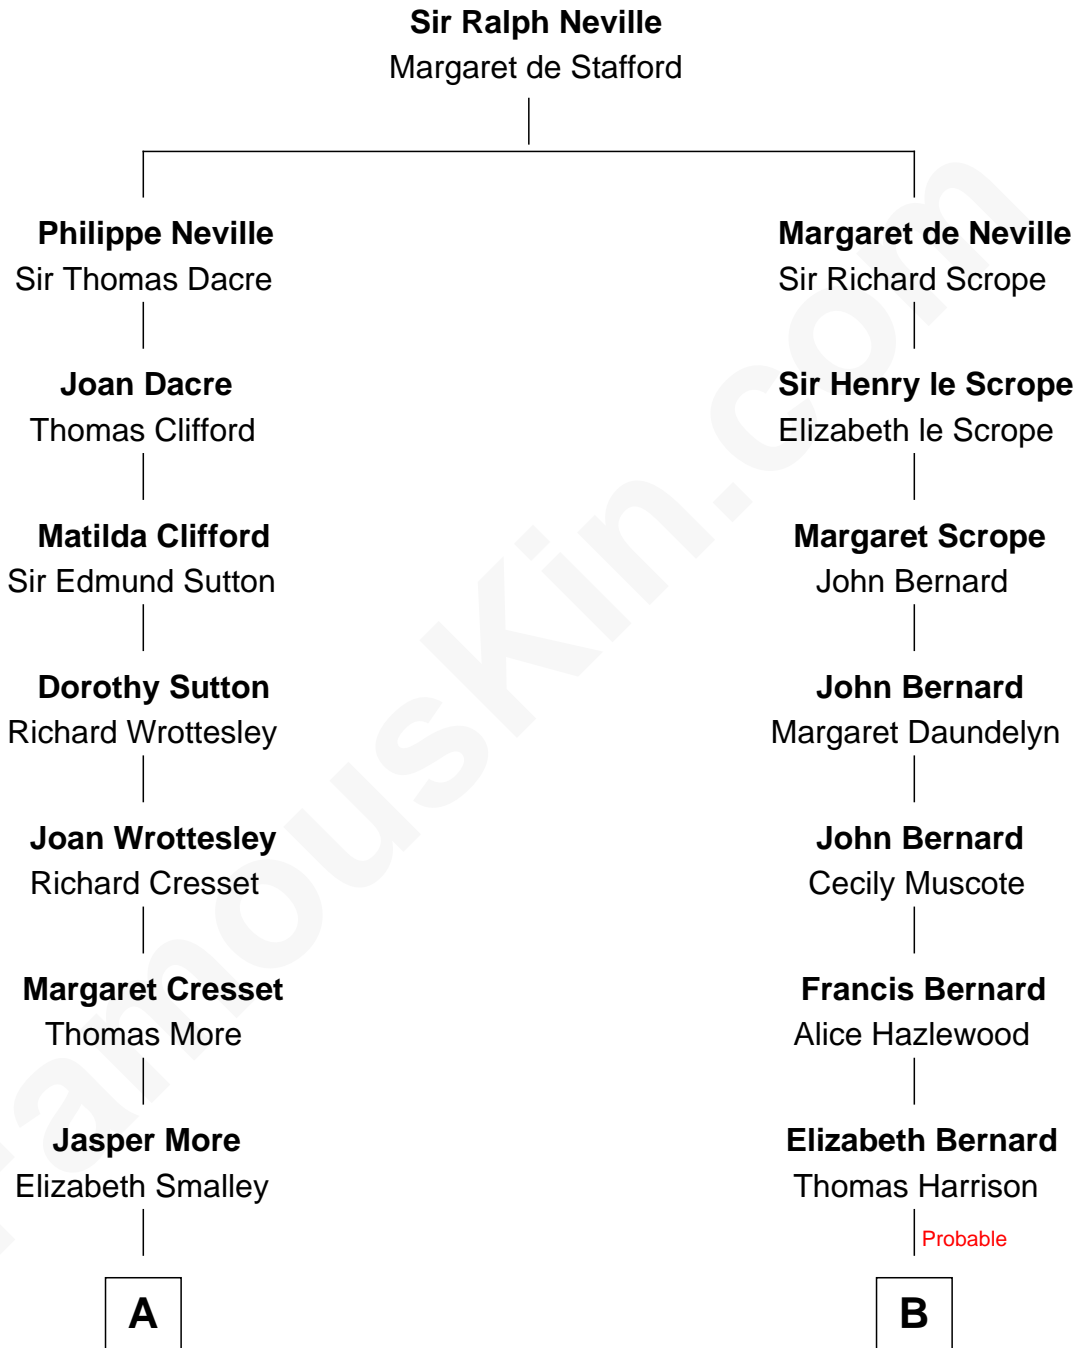 Sir Ralph Neville
Margaret de Stafford
Philippe Neville
Sir Thomas Dacre
Margaret de Neville
Sir Richard Scrope
Joan Dacre
Thomas Clifford
Sir Henry le Scrope
Elizabeth le Scrope
Matilda Clifford
Sir Edmund Sutton
Margaret Scrope
John Bernard
Dorothy Sutton
Richard Wrottesley
John Bernard
Margaret Daundelyn
Joan Wrottesley
Richard Cresset
John Bernard
Cecily Muscote
Margaret Cresset
Thomas More
Francis Bernard
Alice Hazlewood
Jasper More
Elizabeth Smalley
Elizabeth Bernard
Thomas Harrison
Probable
A
B
FamousKin.com